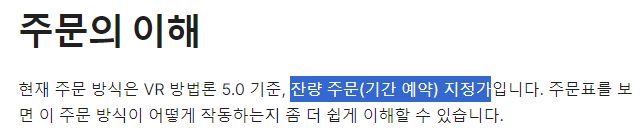 주문의 이해
현재 주문 방식은 VR 방법론 5.0 기준, 잔량 주문(기간 예약) 지정가입니다. 주문표를 보
면 이 주문 방식이 어떻게 작동하는지 좀 더 쉽게 이해할 수 있습니다.